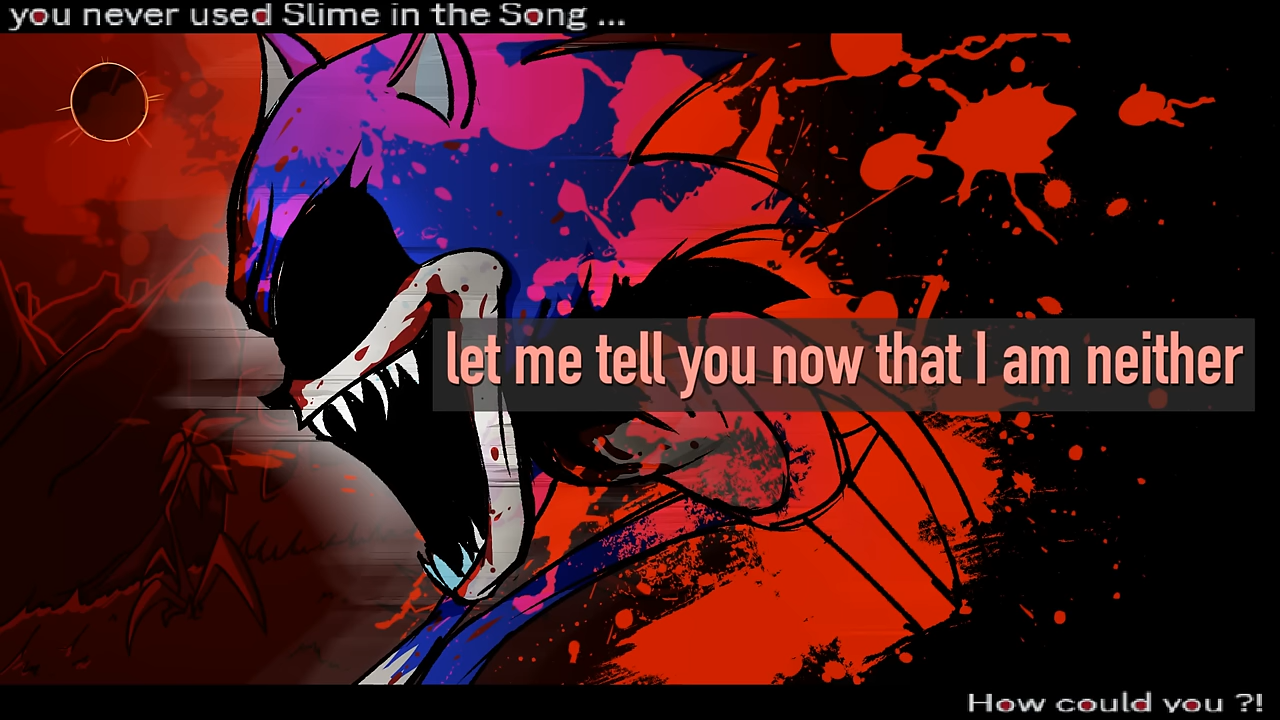 you never used Slime in the Song ...
let me tell you now that I am neither
How could you ?!